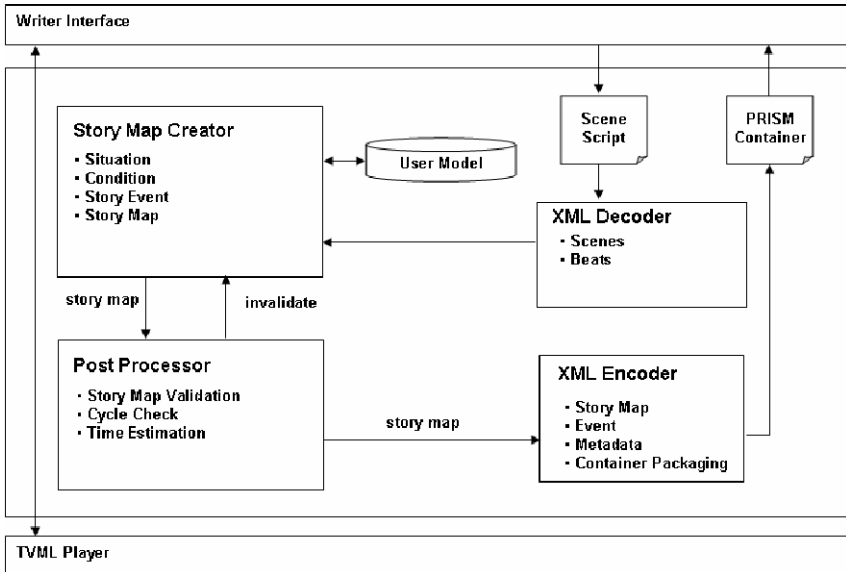 Writer Interface
Story Map Creator
▪ Situation
▪ Condition
▪ Story Event
▪ Story Map
User Model
Scene
Script
PRISM
Container
XML Decoder
▪ Scenes
▪ Beats
story map
invalidate
Post Processor
▪ Story Map Validation
▪ Cycle Check
▪ Time Estimation
story map
XML Encoder
▪ Story Map
▪ Event
▪ Metadata
▪ Container Packaging
TVML Player